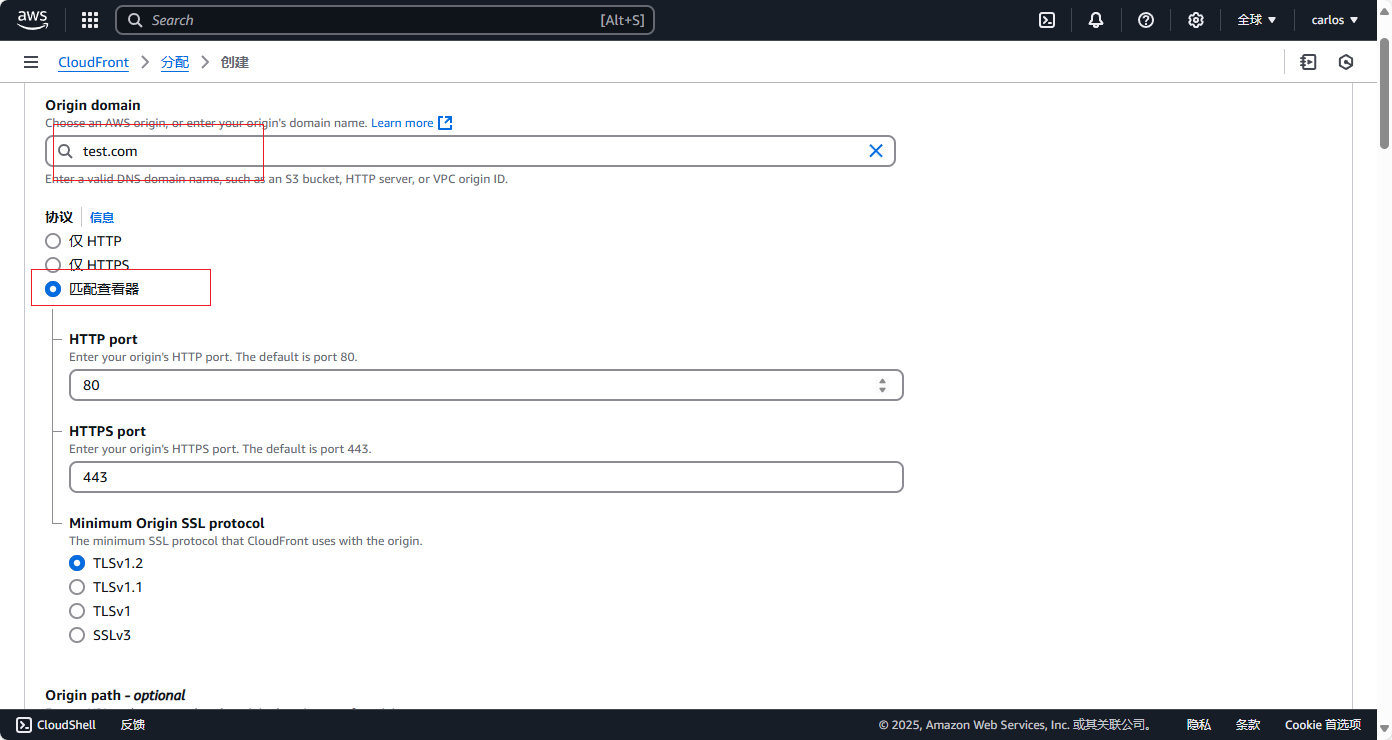 aws Search [Alt+S] 全球 carlos
CloudFront 分配 创建
Origin domain
Choose an AWS origin, or enter your origin's domain name. Learn more
test.com
Enter a valid DNS domain name, such as an S3 bucket, HTTP server, or VPC origin ID.
协议 信息
仅 HTTP
仅 HTTPS
匹配查看器
HTTP port
Enter your origin's HTTP port. The default is port 80.
80
HTTPS port
Enter your origin's HTTPS port. The default is port 443.
443
Minimum Origin SSL protocol
The minimum SSL protocol that CloudFront uses with the origin.
TLSv1.2
TLSv1.1
TLSv1
SSLv3
Origin path - optional
CloudShell 反馈 © 2025, Amazon Web Services, Inc. 或其关联公司。 隐私 条款 Cookie 首选项